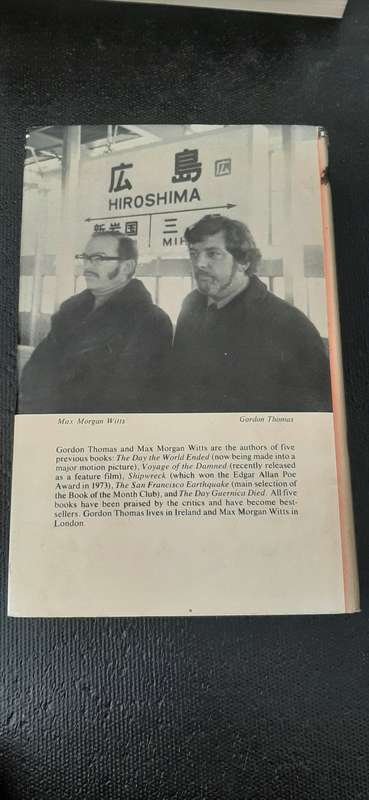 広島 広
HIROSHIMA
新岩国 三
MIH
Max Morgan Witts Gordon Thomas
Gordon Thomas and Max Morgan Witts are the authors of five
previous books: The Day the World Ended (now being made into a
major motion picture), Voyage of the Damned (recently released
as a feature film), Shipwreck (which won the Edgar Allan Poe
Award in 1973), The San Francisco Earthquake (main selection of
the Book of the Month Club), and The Day Guernica Died. All five
books have been praised by the critics and have become best-
sellers. Gordon Thomas lives in Ireland and Max Morgan Witts in
London.